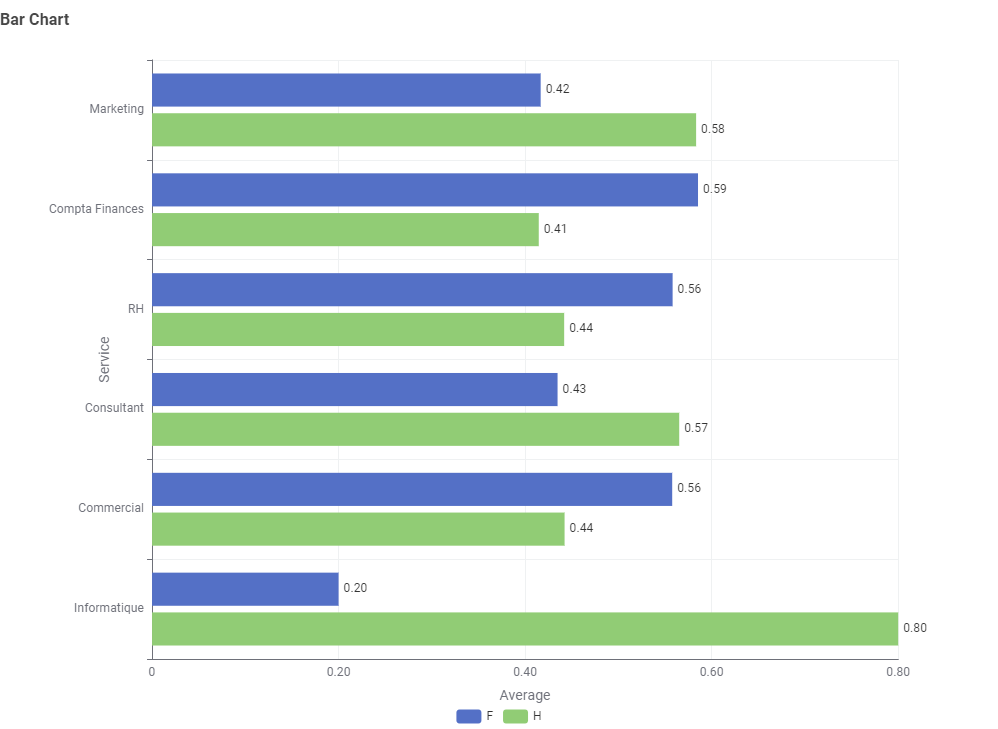 Bar Chart
Marketing
0.42
0.58
Compta Finances
0.59
0.41
RH
0.56
0.44
Service
Consultant
0.43
0.57
Commercial
0.56
0.44
Informatique
0.20
0.80
0 0.20 0.40 0.60 0.80
Average
F H